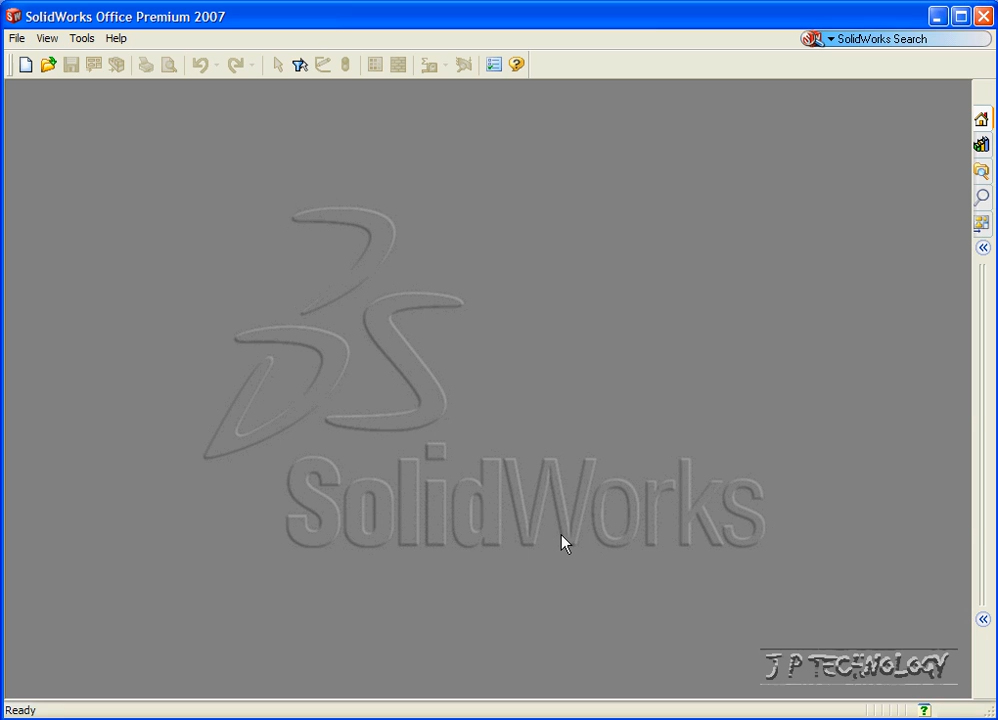 SolidWorks Office Premium 2007
File View Tools Help
SolidWorks Search
SolidWorks
J P TECHNOLOGY
Ready